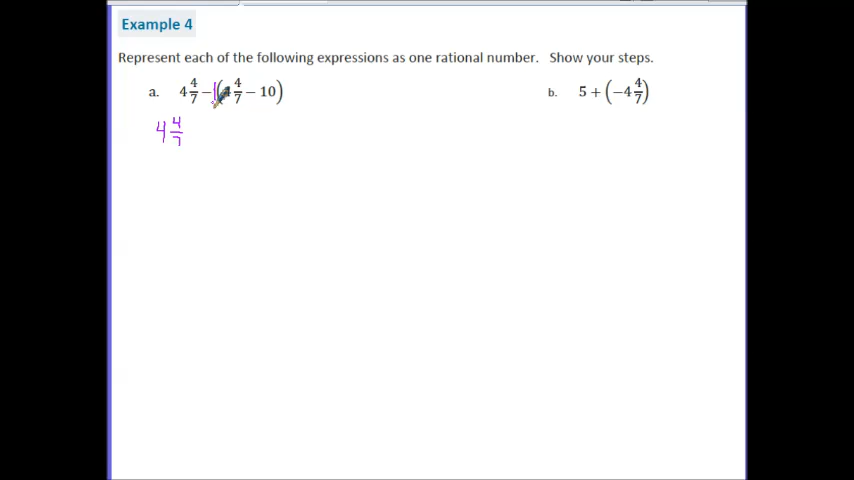 Example 4
Represent each of the following expressions as one rational number. Show your steps.
a. 4 4/7 − 1(4 4/7 − 10)
b. 5 + (−4 4/7)
4 4/7